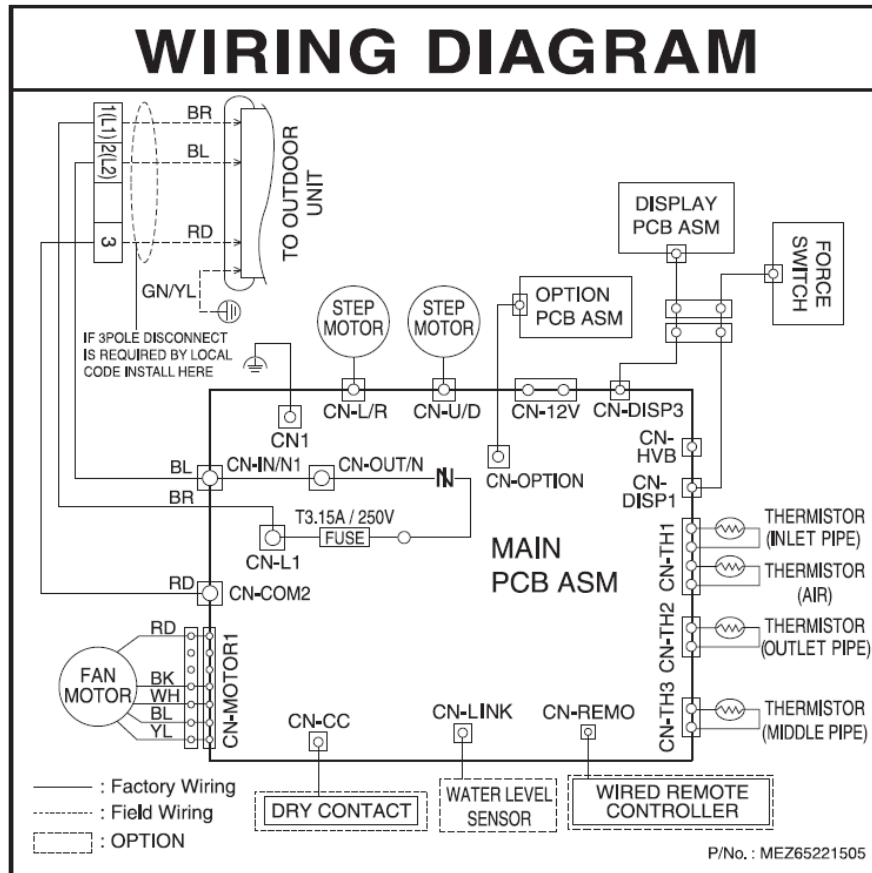 WIRING DIAGRAM
1(L1)
2(L2)
3
BR
BL
RD
GN/YL
TO OUTDOOR
UNIT
IF 3POLE DISCONNECT
IS REQUIRED BY LOCAL
CODE INSTALL HERE
STEP
MOTOR
STEP
MOTOR
OPTION
PCB ASM
DISPLAY
PCB ASM
FORCE
SWITCH
CN1
CN-L/R
CN-U/D
CN-12V
CN-DISP3
CN-
HVB
CN-
DISP1
CN-OPTION
BL
CN-IN/N1
CN-OUT/N
BR
T3.15A / 250V
FUSE
CN-L1
RD
CN-COM2
MAIN
PCB ASM
CN-TH1
THERMISTOR
(INLET PIPE)
THERMISTOR
(AIR)
CN-TH2
THERMISTOR
(OUTLET PIPE)
CN-TH3
THERMISTOR
(MIDDLE PIPE)
FAN
MOTOR
RD
BK
WH
BL
YL
CN-MOTOR1
CN-CC
CN-LINK
CN-REMO
DRY CONTACT
WATER LEVEL
SENSOR
WIRED REMOTE
CONTROLLER
: Factory Wiring
: Field Wiring
: OPTION
P/No. : MEZ65221505